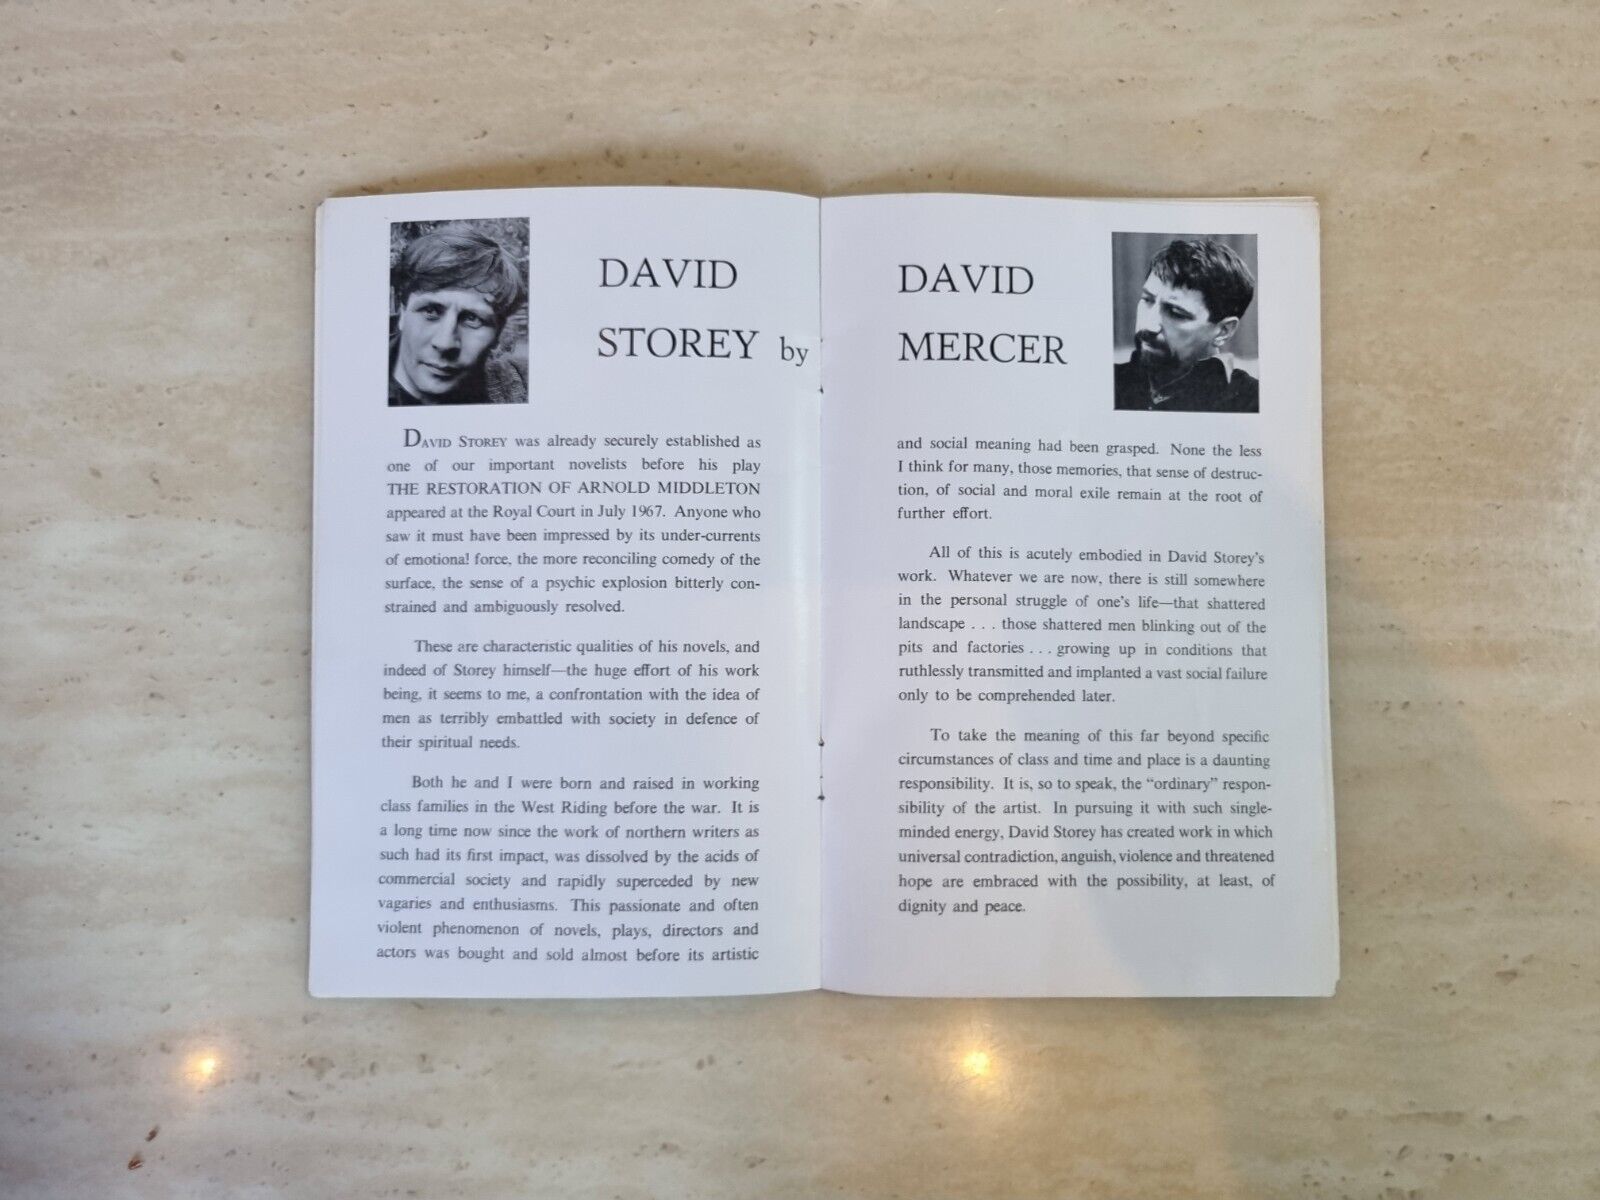 DAVID
STOREY by
DAVID STOREY was already securely established as
one of our important novelists before his play
THE RESTORATION OF ARNOLD MIDDLETON
appeared at the Royal Court in July 1967. Anyone who
saw it must have been impressed by its under-currents
of emotional force, the more reconciling comedy of the
surface, the sense of a psychic explosion bitterly con-
strained and ambiguously resolved.
These are characteristic qualities of his novels, and
indeed of Storey himself—the huge effort of his work
being, it seems to me, a confrontation with the idea of
men as terribly embattled with society in defence of
their spiritual needs.
Both he and I were born and raised in working
class families in the West Riding before the war. It is
a long time now since the work of northern writers as
such had its first impact, was dissolved by the acids of
commercial society and rapidly superceded by new
vagaries and enthusiasms. This passionate and often
violent phenomenon of novels, plays, directors and
actors was bought and sold almost before its artistic
DAVID
MERCER
and social meaning had been grasped. None the less
I think for many, those memories, that sense of destruc-
tion, of social and moral exile remain at the root of
further effort.
All of this is acutely embodied in David Storey's
work. Whatever we are now, there is still somewhere
in the personal struggle of one's life—that shattered
landscape . . . those shattered men blinking out of the
pits and factories . . . growing up in conditions that
ruthlessly transmitted and implanted a vast social failure
only to be comprehended later.
To take the meaning of this far beyond specific
circumstances of class and time and place is a daunting
responsibility. It is, so to speak, the "ordinary" respon-
sibility of the artist. In pursuing it with such single-
minded energy, David Storey has created work in which
universal contradiction, anguish, violence and threatened
hope are embraced with the possibility, at least, of
dignity and peace.